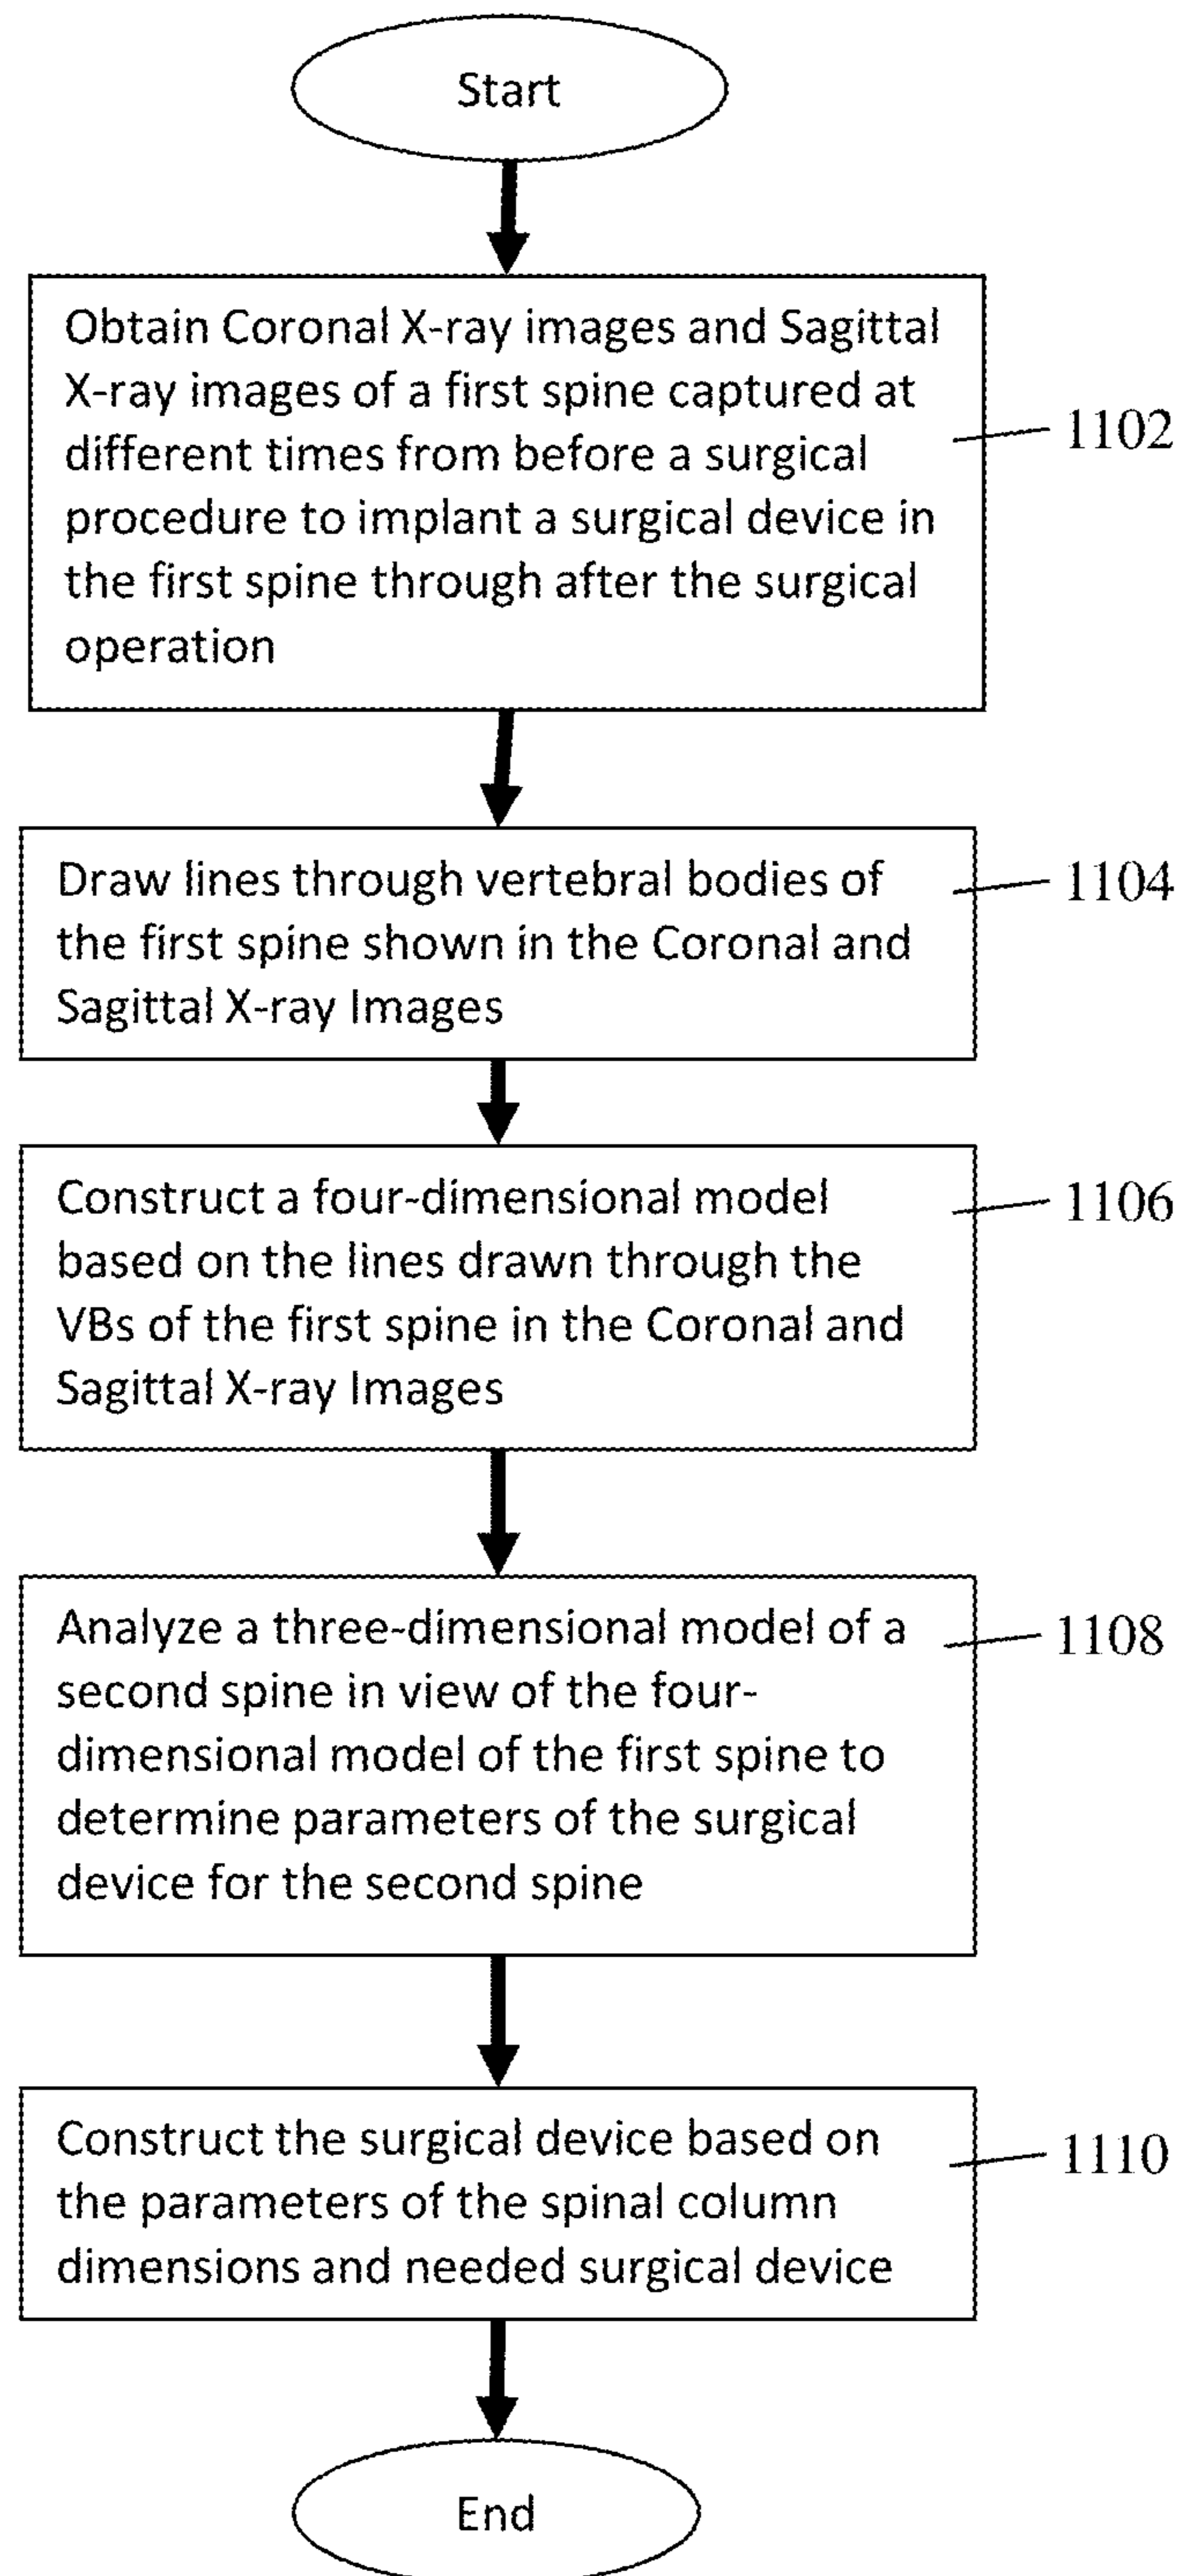 Start
Obtain Coronal X-ray images and Sagittal
X-ray images of a first spine captured at
different times from before a surgical
procedure to implant a surgical device in
the first spine through after the surgical
operation
1102
Draw lines through vertebral bodies of
the first spine shown in the Coronal and
Sagittal X-ray Images
1104
Construct a four-dimensional model
based on the lines drawn through the
VBs of the first spine in the Coronal and
Sagittal X-ray Images
1106
Analyze a three-dimensional model of a
second spine in view of the four-
dimensional model of the first spine to
determine parameters of the surgical
device for the second spine
1108
Construct the surgical device based on
the parameters of the spinal column
dimensions and needed surgical device
1110
End